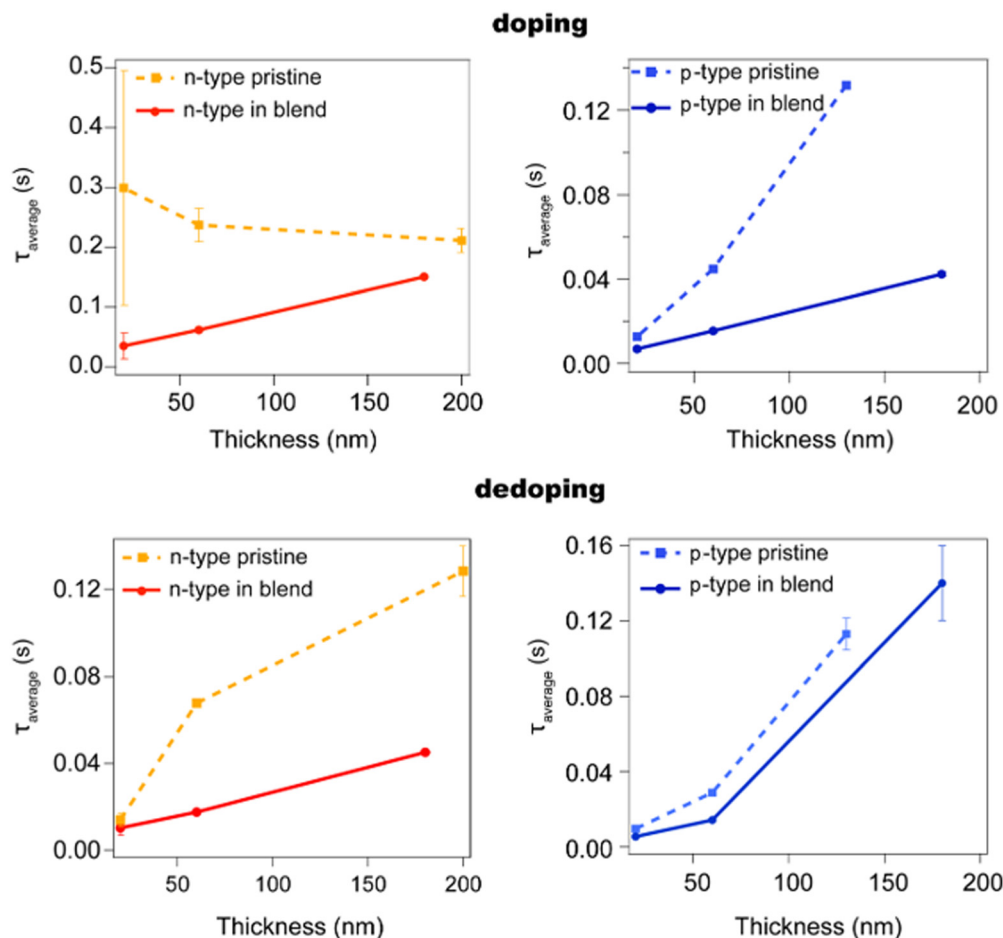 doping
n-type pristine
n-type in blend
0.5
0.4
0.3
0.2
0.1
0.0
τaverage (s)
50 100 150 200
Thickness (nm)
p-type pristine
p-type in blend
0.12
0.08
0.04
0.00
τaverage (s)
50 100 150 200
Thickness (nm)
dedoping
n-type pristine
n-type in blend
0.12
0.08
0.04
0.00
τaverage (s)
50 100 150 200
Thickness (nm)
p-type pristine
p-type in blend
0.16
0.12
0.08
0.04
0.00
τaverage (s)
50 100 150 200
Thickness (nm)